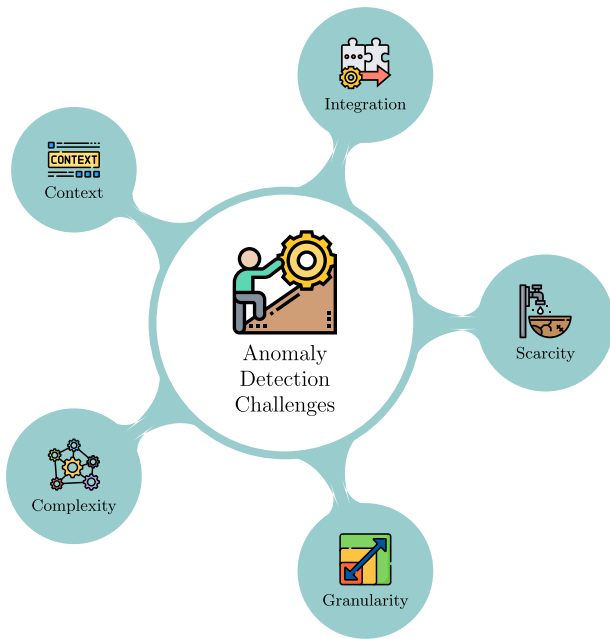 Integration
CONTEXT
Context
Anomaly
Detection
Challenges
Scarcity
Complexity
Granularity